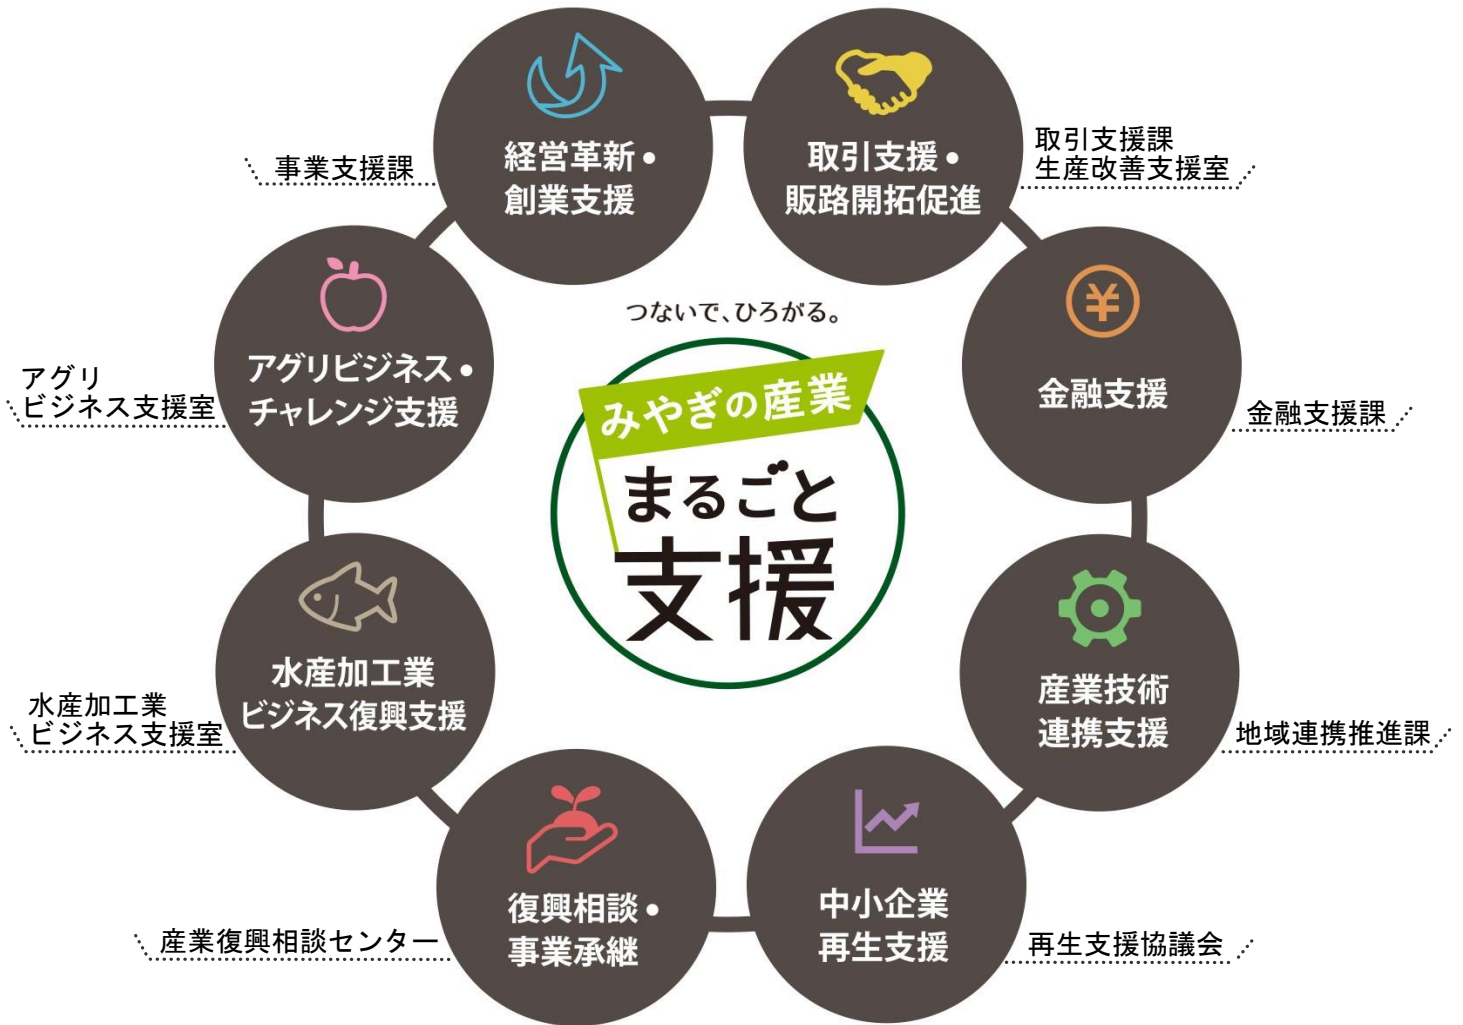 経営革新・
創業支援
事業支援課
取引支援・
販路開拓促進
取引支援課
生産改善支援室
金融支援
金融支援課
産業技術
連携支援
地域連携推進課
中小企業
再生支援
再生支援協議会
復興相談・
事業承継
産業復興相談センター
水産加工業
ビジネス復興支援
水産加工業
ビジネス支援室
アグリビジネス・
チャレンジ支援
アグリ
ビジネス支援室
つないで、ひろがる。
みやぎの産業
まるごと
支援